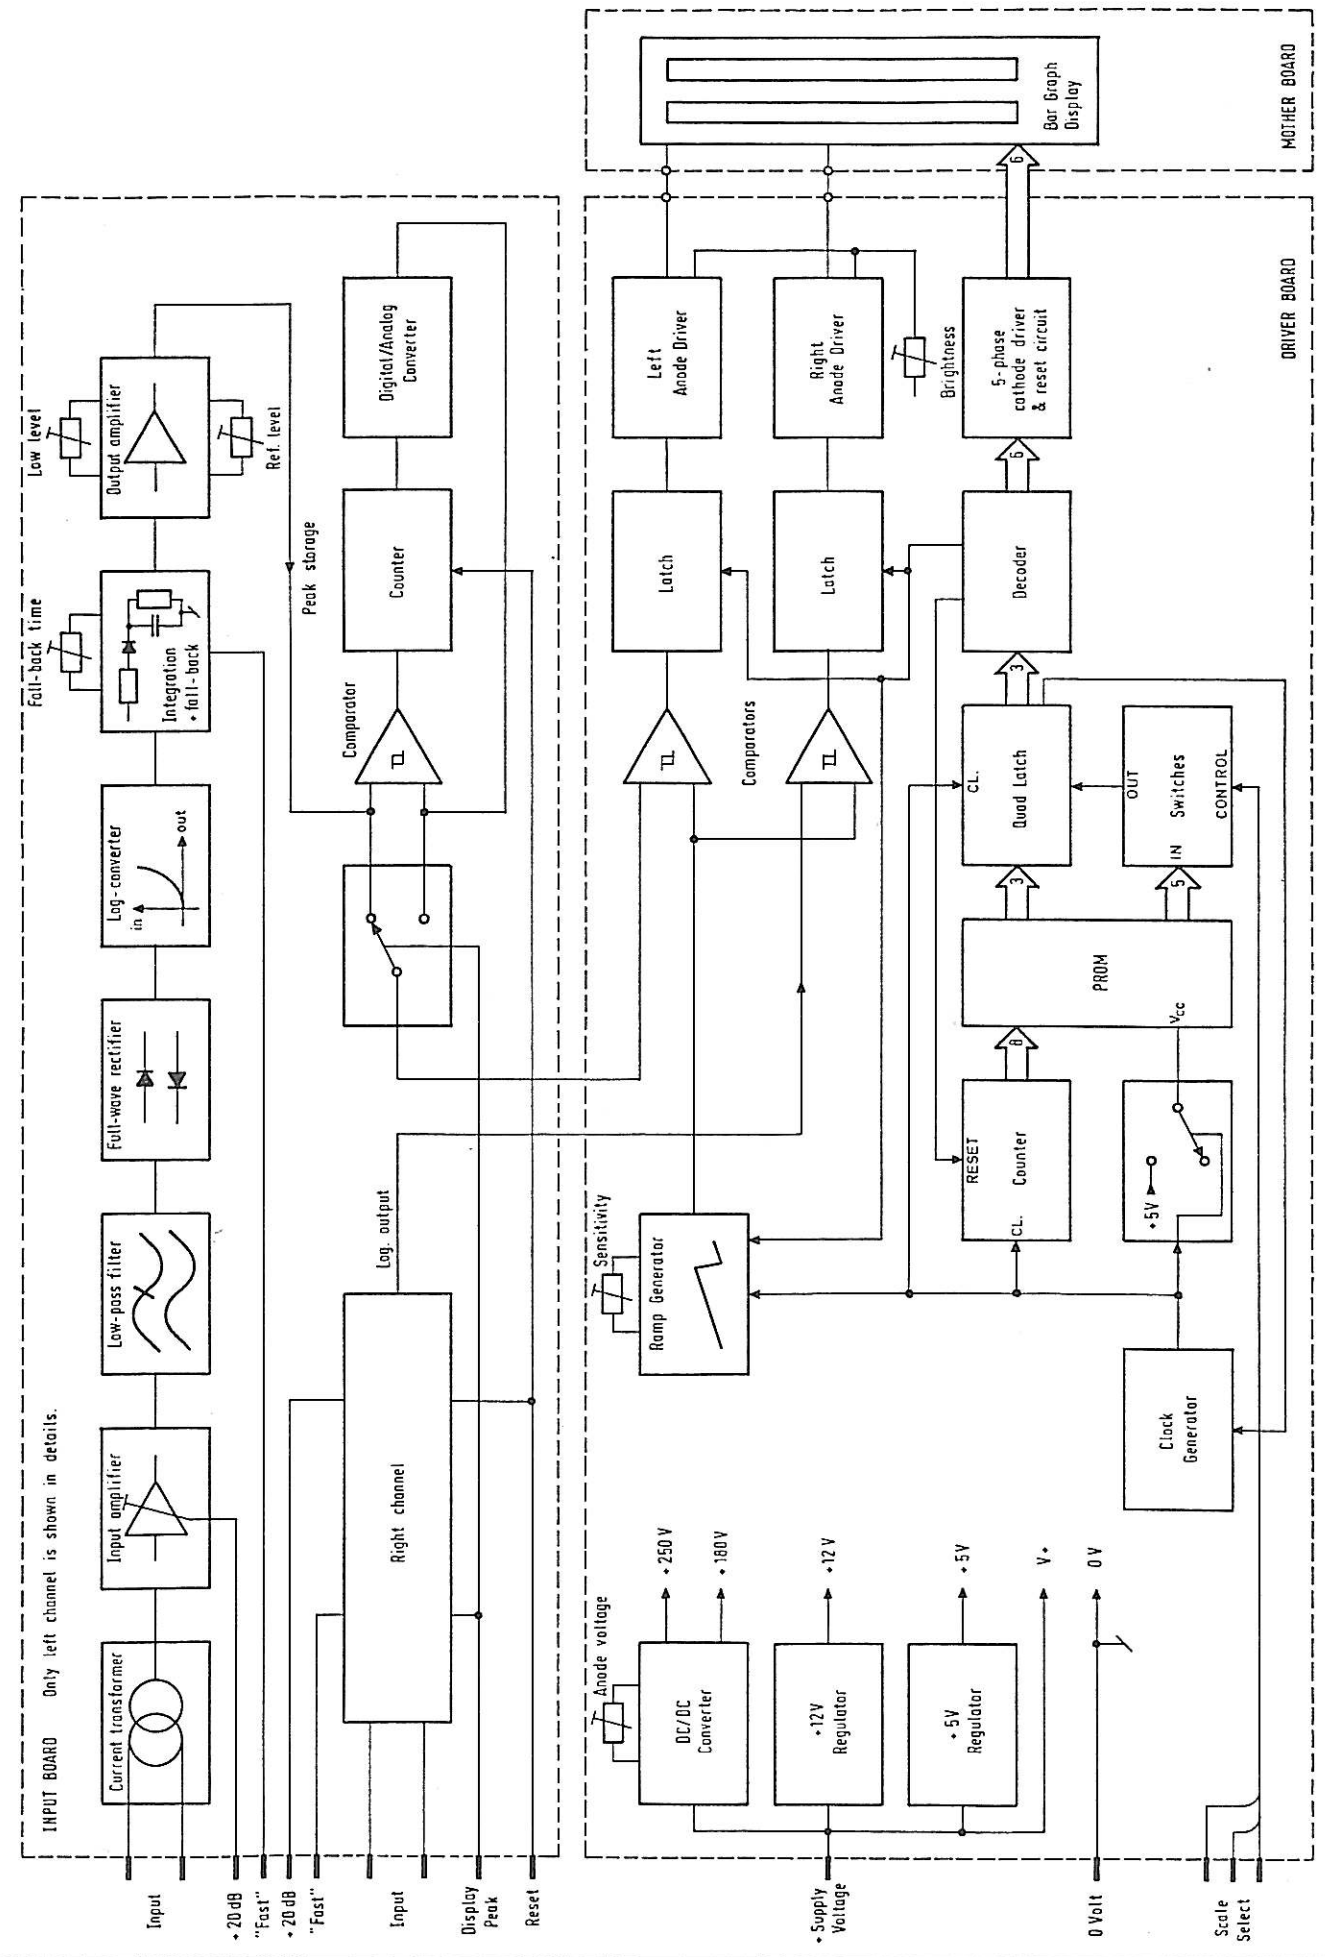 INPUT BOARD
Only left channel is shown in details.
Input
Current transformer
Input amplifier
+ 20 dB
Low-pass filter
Full-wave rectifier
Log-converter
in
out
Fall-back time
Integration
+ fall-back
"Fast"
Low level
Output amplifier
Ref. level
Peak storage
+ 20 dB
"Fast"
Input
Right channel
Log. output
Display
Peak
Reset
Comparator
Counter
Digital/Analog
Converter
DRIVER BOARD
Anode voltage
DC/DC
Converter
+ 250 V
+ 180V
+ Supply
Voltage
+12V
Regulator
+12 V
+ 5V
Regulator
+ 5V
V+
0 Volt
0 V
Scale
Select
Sensitivity
Ramp Generator
Clock
Generator
RESET
Counter
CL.
+5V
8
PROM
Vcc
3
5
CL.
Quad Latch
OUT
Switches
IN
CONTROL
3
Decoder
6
5-phase
cathode driver
& reset circuit
6
Comparators
Latch
Latch
Left
Anode Driver
Right
Anode Driver
Brightness
MOTHER BOARD
Bar Graph
Display